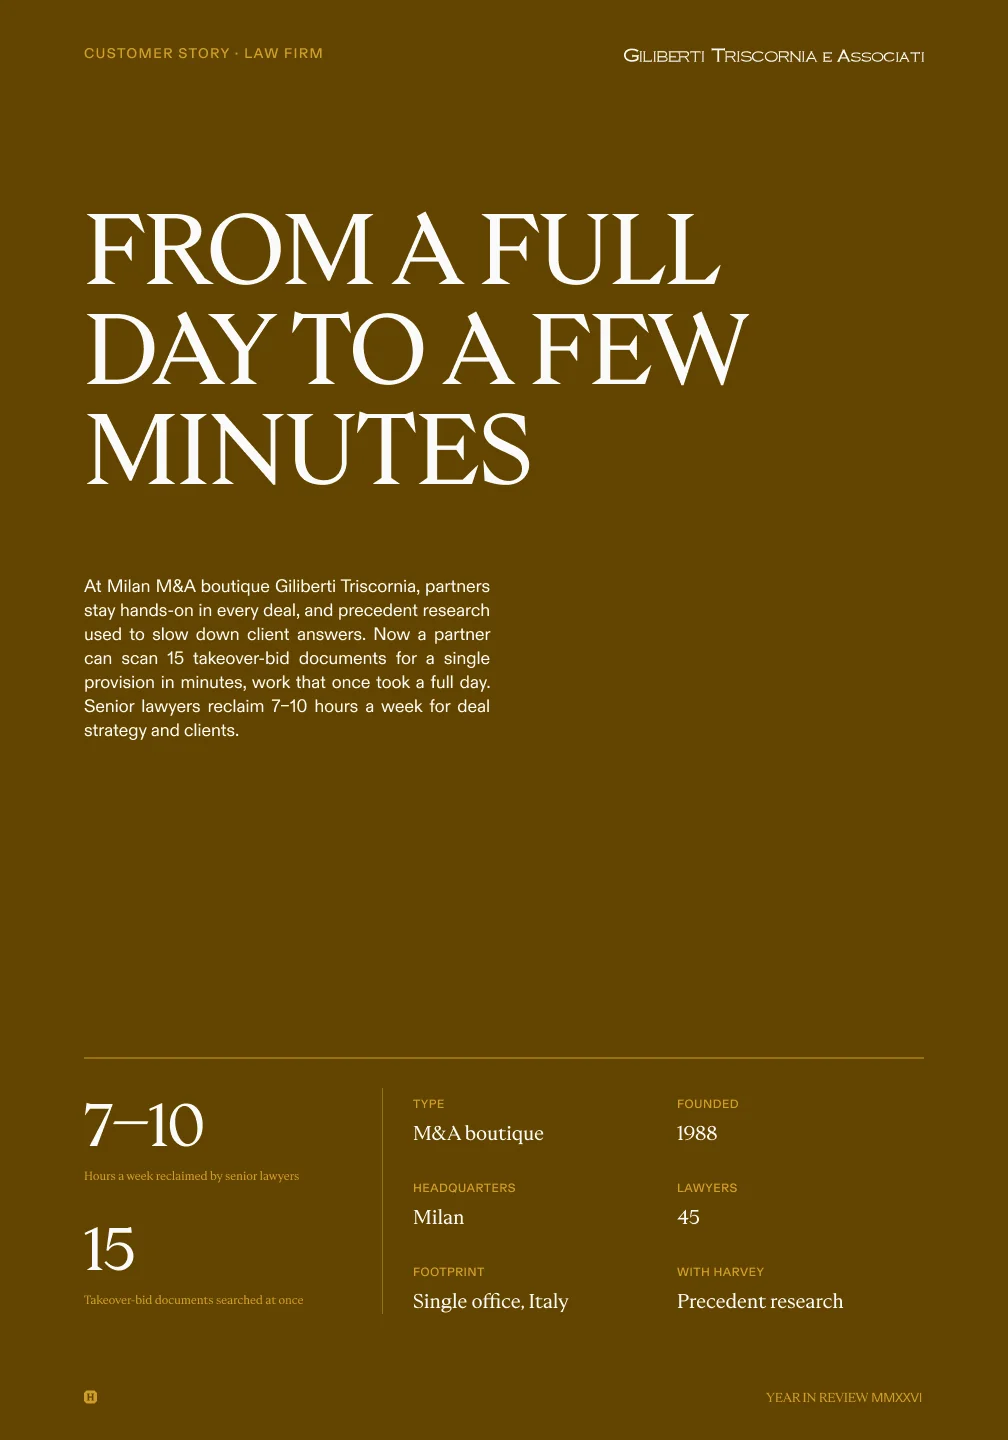 CUSTOMER STORY · LAW FIRM
GILIBERTI TRISCORNIA E ASSOCIATI
FROM A FULL
DAY TO A FEW
MINUTES
At Milan M&A boutique Giliberti Triscornia, partners
stay hands-on in every deal, and precedent research
used to slow down client answers. Now a partner
can scan 15 takeover-bid documents for a single
provision in minutes, work that once took a full day.
Senior lawyers reclaim 7–10 hours a week for deal
strategy and clients.
7–10
Hours a week reclaimed by senior lawyers
15
Takeover-bid documents searched at once
TYPE
M&A boutique
FOUNDED
1988
HEADQUARTERS
Milan
LAWYERS
45
FOOTPRINT
Single office, Italy
WITH HARVEY
Precedent research
H
YEAR IN REVIEW MMXXVI